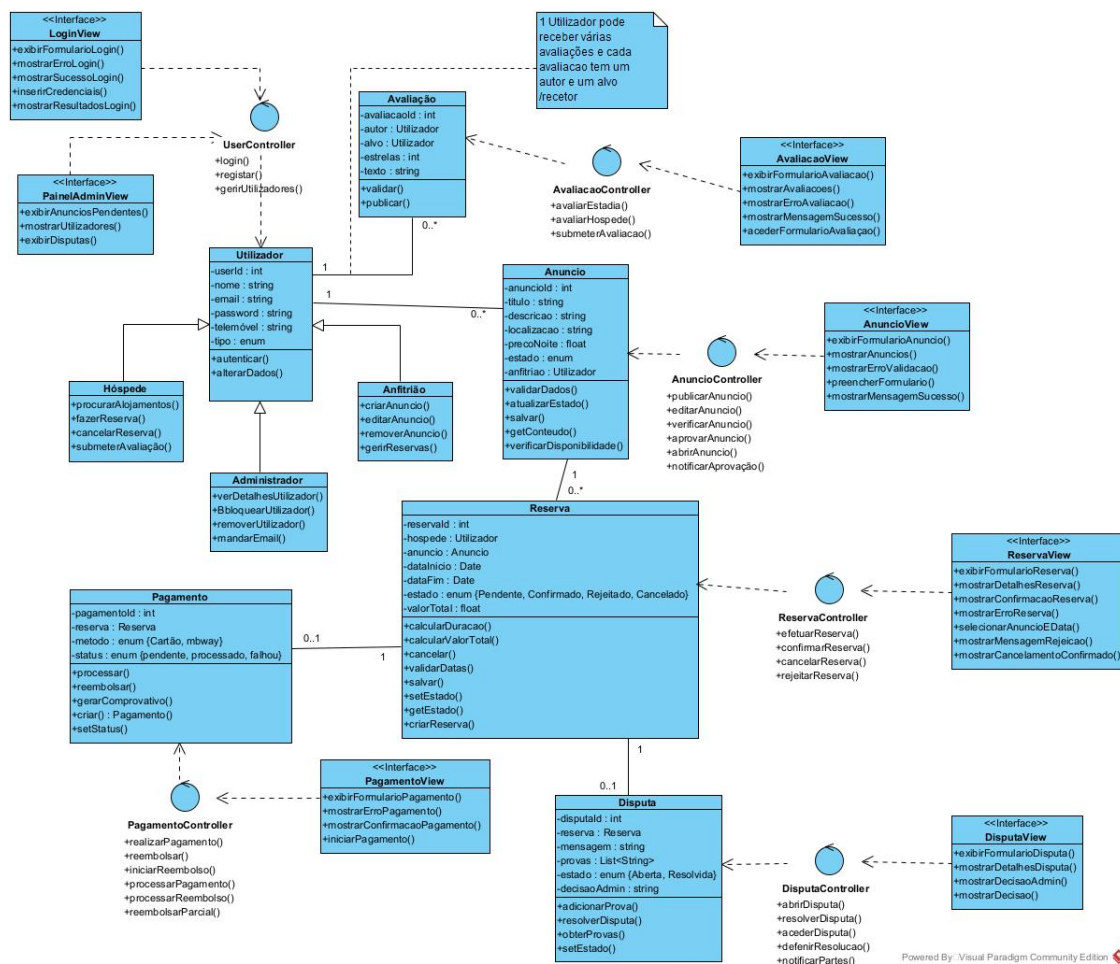 <<Interface>>
LoginView
+exibirFormularioLogin()
+mostrarErroLogin()
+mostrarSucessoLogin()
+inserirCredenciais()
+mostrarResultadosLogin()
1 Utilizador pode
receber várias
avaliações e cada
avaliacao tem um
autor e um alvo
/recetor
UserController
+login()
+registar()
+gerirUtilizadores()
<<Interface>>
PainelAdminView
+exibirAnunciosPendentes()
+mostrarUtilizadores()
+exibirDisputas()
Avaliação
-avaliacaoId : int
-autor : Utilizador
-alvo : Utilizador
-estrelas : int
-texto : string
+validar()
+publicar()
0..*
1
AvaliacaoController
+avaliarEstadia()
+avaliarHospede()
+submeterAvaliacao()
<<Interface>>
AvaliacaoView
+exibirFormularioAvaliacao()
+mostrarAvaliacoes()
+mostrarErroAvaliacao()
+mostrarMensagemSucesso()
+acederFormularioAvaliaçao()
Utilizador
-userId : int
-nome : string
-email : string
-password : string
-telemóvel : string
-tipo : enum
+autenticar()
+alterarDados()
1
0..*
Anuncio
-anuncioId : int
-titulo : string
-descricao : string
-localizacao : string
-precoNoite : float
-estado : enum
-anfitriao : Utilizador
+validarDados()
+atualizarEstado()
+salvar()
+getConteudo()
+verificarDisponibilidade()
AnuncioController
+publicarAnuncio()
+editarAnuncio()
+verificarAnuncio()
+aprovarAnuncio()
+abrirAnuncio()
+notificarAprovação()
<<Interface>>
AnuncioView
+exibirFormularioAnuncio()
+mostrarAnuncios()
+mostrarErroValidacao()
+preencherFormulario()
+mostrarMensagemSucesso()
Hóspede
+procurarAlojamentos()
+fazerReserva()
+cancelarReserva()
+submeterAvaliação()
Anfitrião
+criarAnuncio()
+editarAnuncio()
+removerAnuncio()
+gerirReservas()
Administrador
+verDetalhesUtilizador()
+BbloquearUtilizador()
+removerUtilizador()
+mandarEmail()
1
0..*
Reserva
-reservaId : int
-hospede : Utilizador
-anuncio : Anuncio
-dataInicio : Date
-dataFim : Date
-estado : enum {Pendente, Confirmado, Rejeitado, Cancelado}
-valorTotal : float
+calcularDuracao()
+calcularValorTotal()
+cancelar()
+validarDatas()
+salvar()
+setEstado()
+getEstado()
+criarReserva()
ReservaController
+efetuarReserva()
+confirmarReserva()
+cancelarReserva()
+rejeitarReserva()
<<Interface>>
ReservaView
+exibirFormularioReserva()
+mostrarDetalhesReserva()
+mostrarConfirmacaoReserva()
+mostrarErroReserva()
+selecionarAnuncioEData()
+mostrarMensagemRejeicao()
+mostrarCancelamentoConfirmado()
Pagamento
-pagamentoId : int
-reserva : Reserva
-metodo : enum {Cartão, mbway}
-status : enum {pendente, processado, falhou}
+processar()
+reembolsar()
+gerarComprovativo()
+criar() : Pagamento()
+setStatus()
0..1
1
PagamentoController
+realizarPagamento()
+reembolsar()
+iniciarReembolso()
+processarPagamento()
+processarReembolso()
+reembolsarParcial()
<<Interface>>
PagamentoView
+exibirFormularioPagamento()
+mostrarErroPagamento()
+mostrarConfirmacaoPagamento()
+iniciarPagamento()
1
0..1
Disputa
-disputaId : int
-reserva : Reserva
-mensagem : string
-provas : List<String>
-estado : enum {Aberta, Resolvida}
-decisaoAdmin : string
+adicionarProva()
+resolverDisputa()
+obterProvas()
+setEstado()
DisputaController
+abrirDisputa()
+resolverDisputa()
+acederDisputa()
+defenirResolucao()
+notificarPartes()
<<Interface>>
DisputaView
+exibirFormularioDisputa()
+mostrarDetalhesDisputa()
+mostrarDecisaoAdmin()
+mostrarDecisao()
Powered By: Visual Paradigm Community Edition